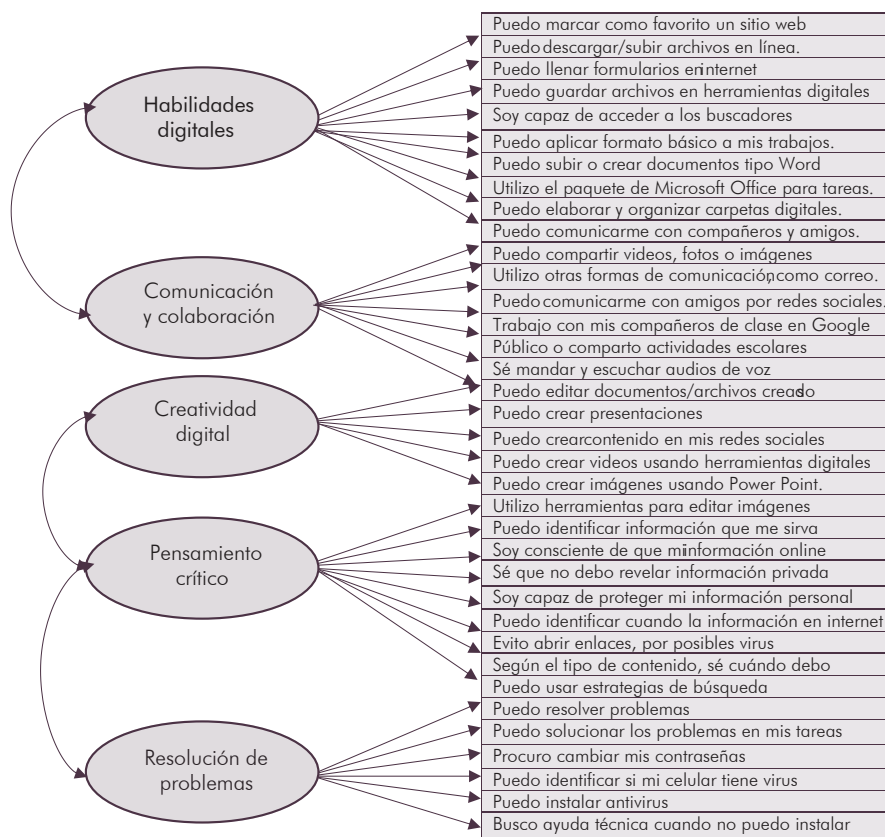 Habilidades
digitales
Comunicación
y colaboración
Creatividad
digital
Pensamiento
crítico
Resolución de
problemas
Puedo marcar como favorito un sitio web
Puedo descargar/subir archivos en línea.
Puedo llenar formularios en internet
Puedo guardar archivos en herramientas digitales
Soy capaz de acceder a los buscadores
Puedo aplicar formato básico a mis trabajos.
Puedo subir o crear documentos tipo Word
Utilizo el paquete de Microsoft Office para tareas.
Puedo elaborar y organizar carpetas digitales.
Puedo comunicarme con compañeros y amigos.
Puedo compartir videos, fotos o imágenes
Utilizo otras formas de comunicación, como correo.
Puedo comunicarme con amigos por redes sociales.
Trabajo con mis compañeros de clase en Google
Público o comparto actividades escolares
Sé mandar y escuchar audios de voz
Puedo editar documentos/archivos creado
Puedo crear presentaciones
Puedo crear contenido en mis redes sociales
Puedo crear videos usando herramientas digitales
Puedo crear imágenes usando Power Point.
Utilizo herramientas para editar imágenes
Puedo identificar información que me sirva
Soy consciente de que mi información online
Sé que no debo revelar información privada
Soy capaz de proteger mi información personal
Puedo identificar cuando la información en internet
Evito abrir enlaces, por posibles virus
Según el tipo de contenido, sé cuándo debo
Puedo usar estrategias de búsqueda
Puedo resolver problemas
Puedo solucionar los problemas en mis tareas
Procuro cambiar mis contraseñas
Puedo identificar si mi celular tiene virus
Puedo instalar antivirus
Busco ayuda técnica cuando no puedo instalar